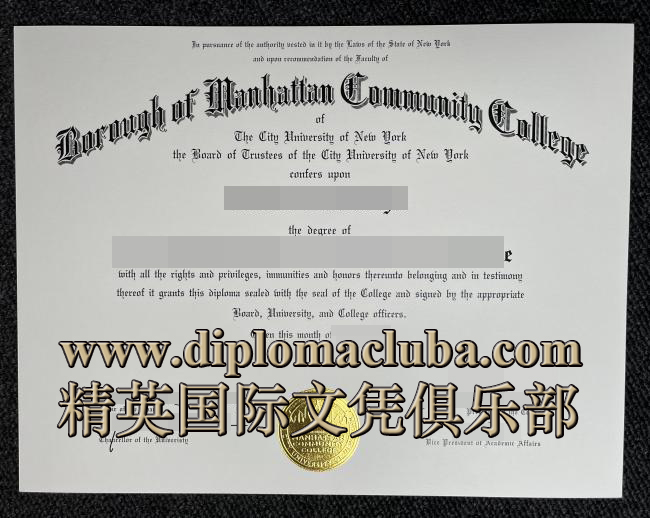 In pursuance of the authority vested in it by the Laws of the State of New York
and upon recommendation of the Faculty of
Borough of Manhattan Community College
of
The City University of New York
the Board of Trustees of the City University of New York
confers upon
the degree of
e
with all the rights and privileges, immunities and honors thereunto belonging and in testimony
thereof it grants this diploma sealed with the seal of the College and signed by the appropriate
Board, University, and College officers.
this month
www.diplomacluba.com
精英国际文凭俱乐部
Chancellor of the Univeristy
MANHATTAN
COMMUNITY
COLLEGE
Vice President of Academic Affairs